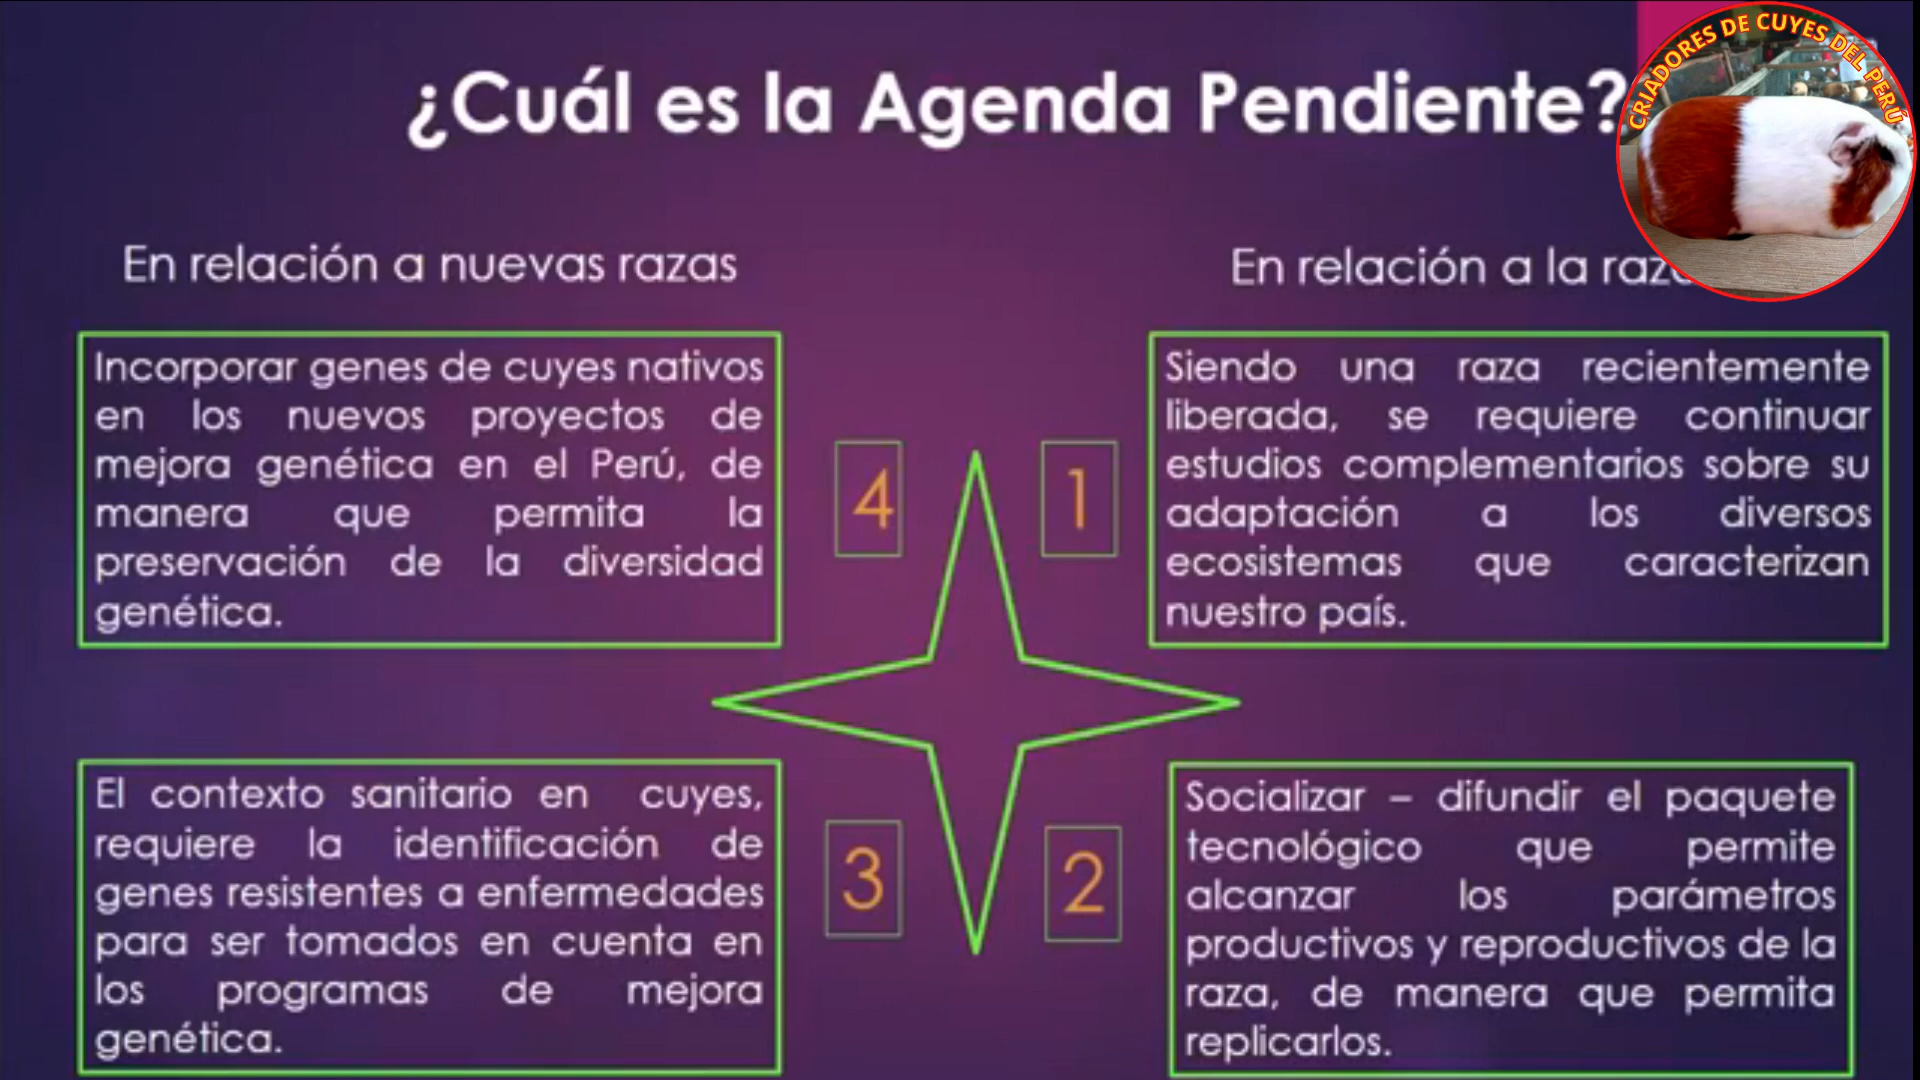 CRIADORES DE CUYES DEL PERÚ
¿Cuál es la Agenda Pendiente?
En relación a nuevas razas
Incorporar genes de cuyes nativos
en los nuevos proyectos de
mejora genética en el Perú, de
manera que permita la
preservación de la diversidad
genética.
4
El contexto sanitario en cuyes,
requiere la identificación de
genes resistentes a enfermedades
para ser tomados en cuenta en
los programas de mejora
genética.
3
En relación a la raza
Siendo una raza recientemente
liberada, se requiere continuar
estudios complementarios sobre su
adaptación a los diversos
ecosistemas que caracterizan
nuestro país.
1
Socializar – difundir el paquete
tecnológico que permite
alcanzar los parámetros
productivos y reproductivos de la
raza, de manera que permita
replicarlos.
2